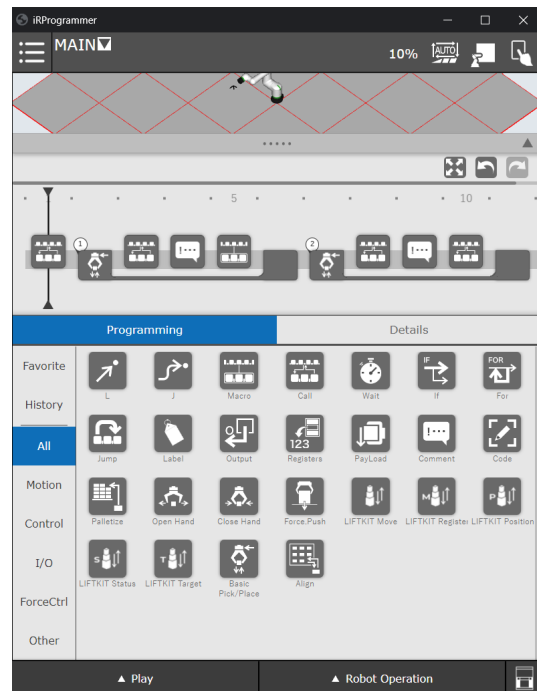 iRProgrammer
MAIN
10%
AUTO
5
10
1
2
Programming
Details
Favorite
History
All
Motion
Control
I/O
ForceCtrl
Other
L
J
Macro
Call
Wait
IF
If
FOR
For
Jump
Label
Output
123
Registers
PayLoad
Comment
Code
Palletize
Open Hand
Close Hand
Force.Push
LIFTKIT Move
M
LIFTKIT Register
P
LIFTKIT Position
S
LIFTKIT Status
T
LIFTKIT Target
Basic
Pick/Place
Align
▲ Play
▲ Robot Operation